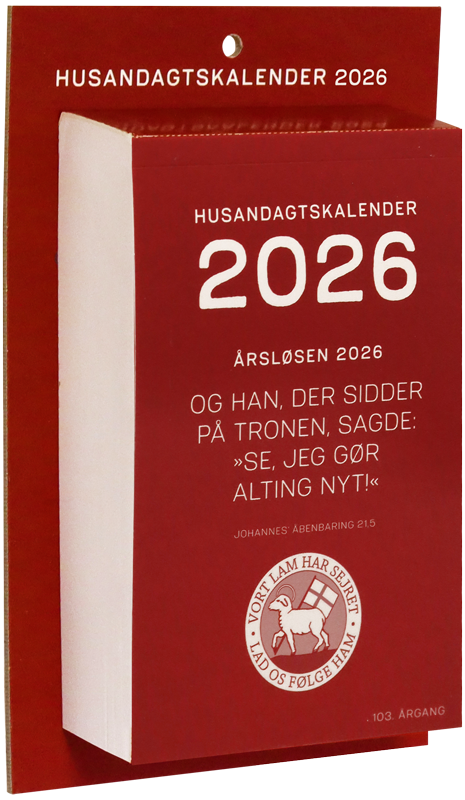 HUSANDAGTSKALENDER 2026
HUSANDAGTSKALENDER
2026
ÅRSLØSEN 2026
OG HAN, DER SIDDER
PÅ TRONEN, SAGDE:
»SE, JEG GØR
ALTING NYT!«
JOHANNES' ÅBENBARING 21,5
VORT LAM HAR SEJRET
• LAD OS FØLGE HAM •
. 103. ÅRGANG